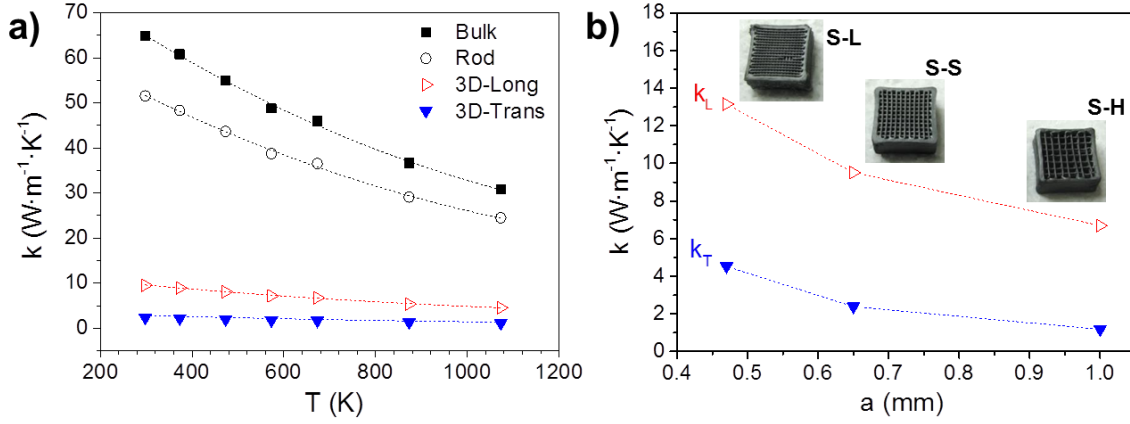 a)
k (W·m⁻¹·K⁻¹)
70
60
50
40
30
20
10
0
200 400 600 800 1000 1200
T (K)
Bulk
Rod
3D-Long
3D-Trans
b)
k (W·m⁻¹·K⁻¹)
18
16
14
12
10
8
6
4
2
0
0.4 0.5 0.6 0.7 0.8 0.9 1.0
a (mm)
S-L
S-S
S-H
k_L
k_T